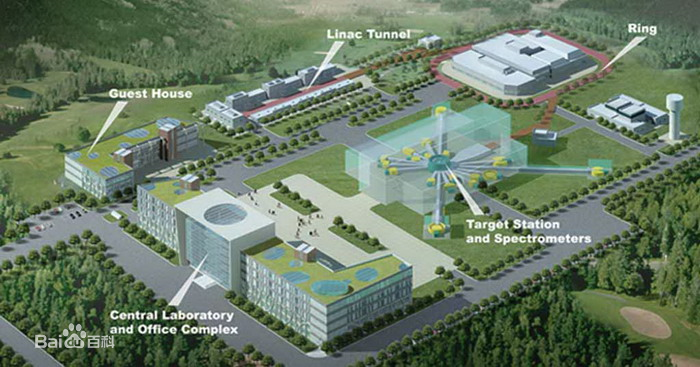 Ring
Linac Tunnel
Guest House
Target Station
and Spectrometers
Central Laboratory
and Office Complex
Bai百科